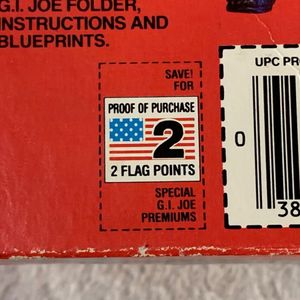 G.I. JOE FOLDER,
INSTRUCTIONS AND
BLUEPRINTS.
SAVE!
FOR
PROOF OF PURCHASE
2
2 FLAG POINTS
SPECIAL
G.I. JOE
PREMIUMS
UPC PRO
0
38